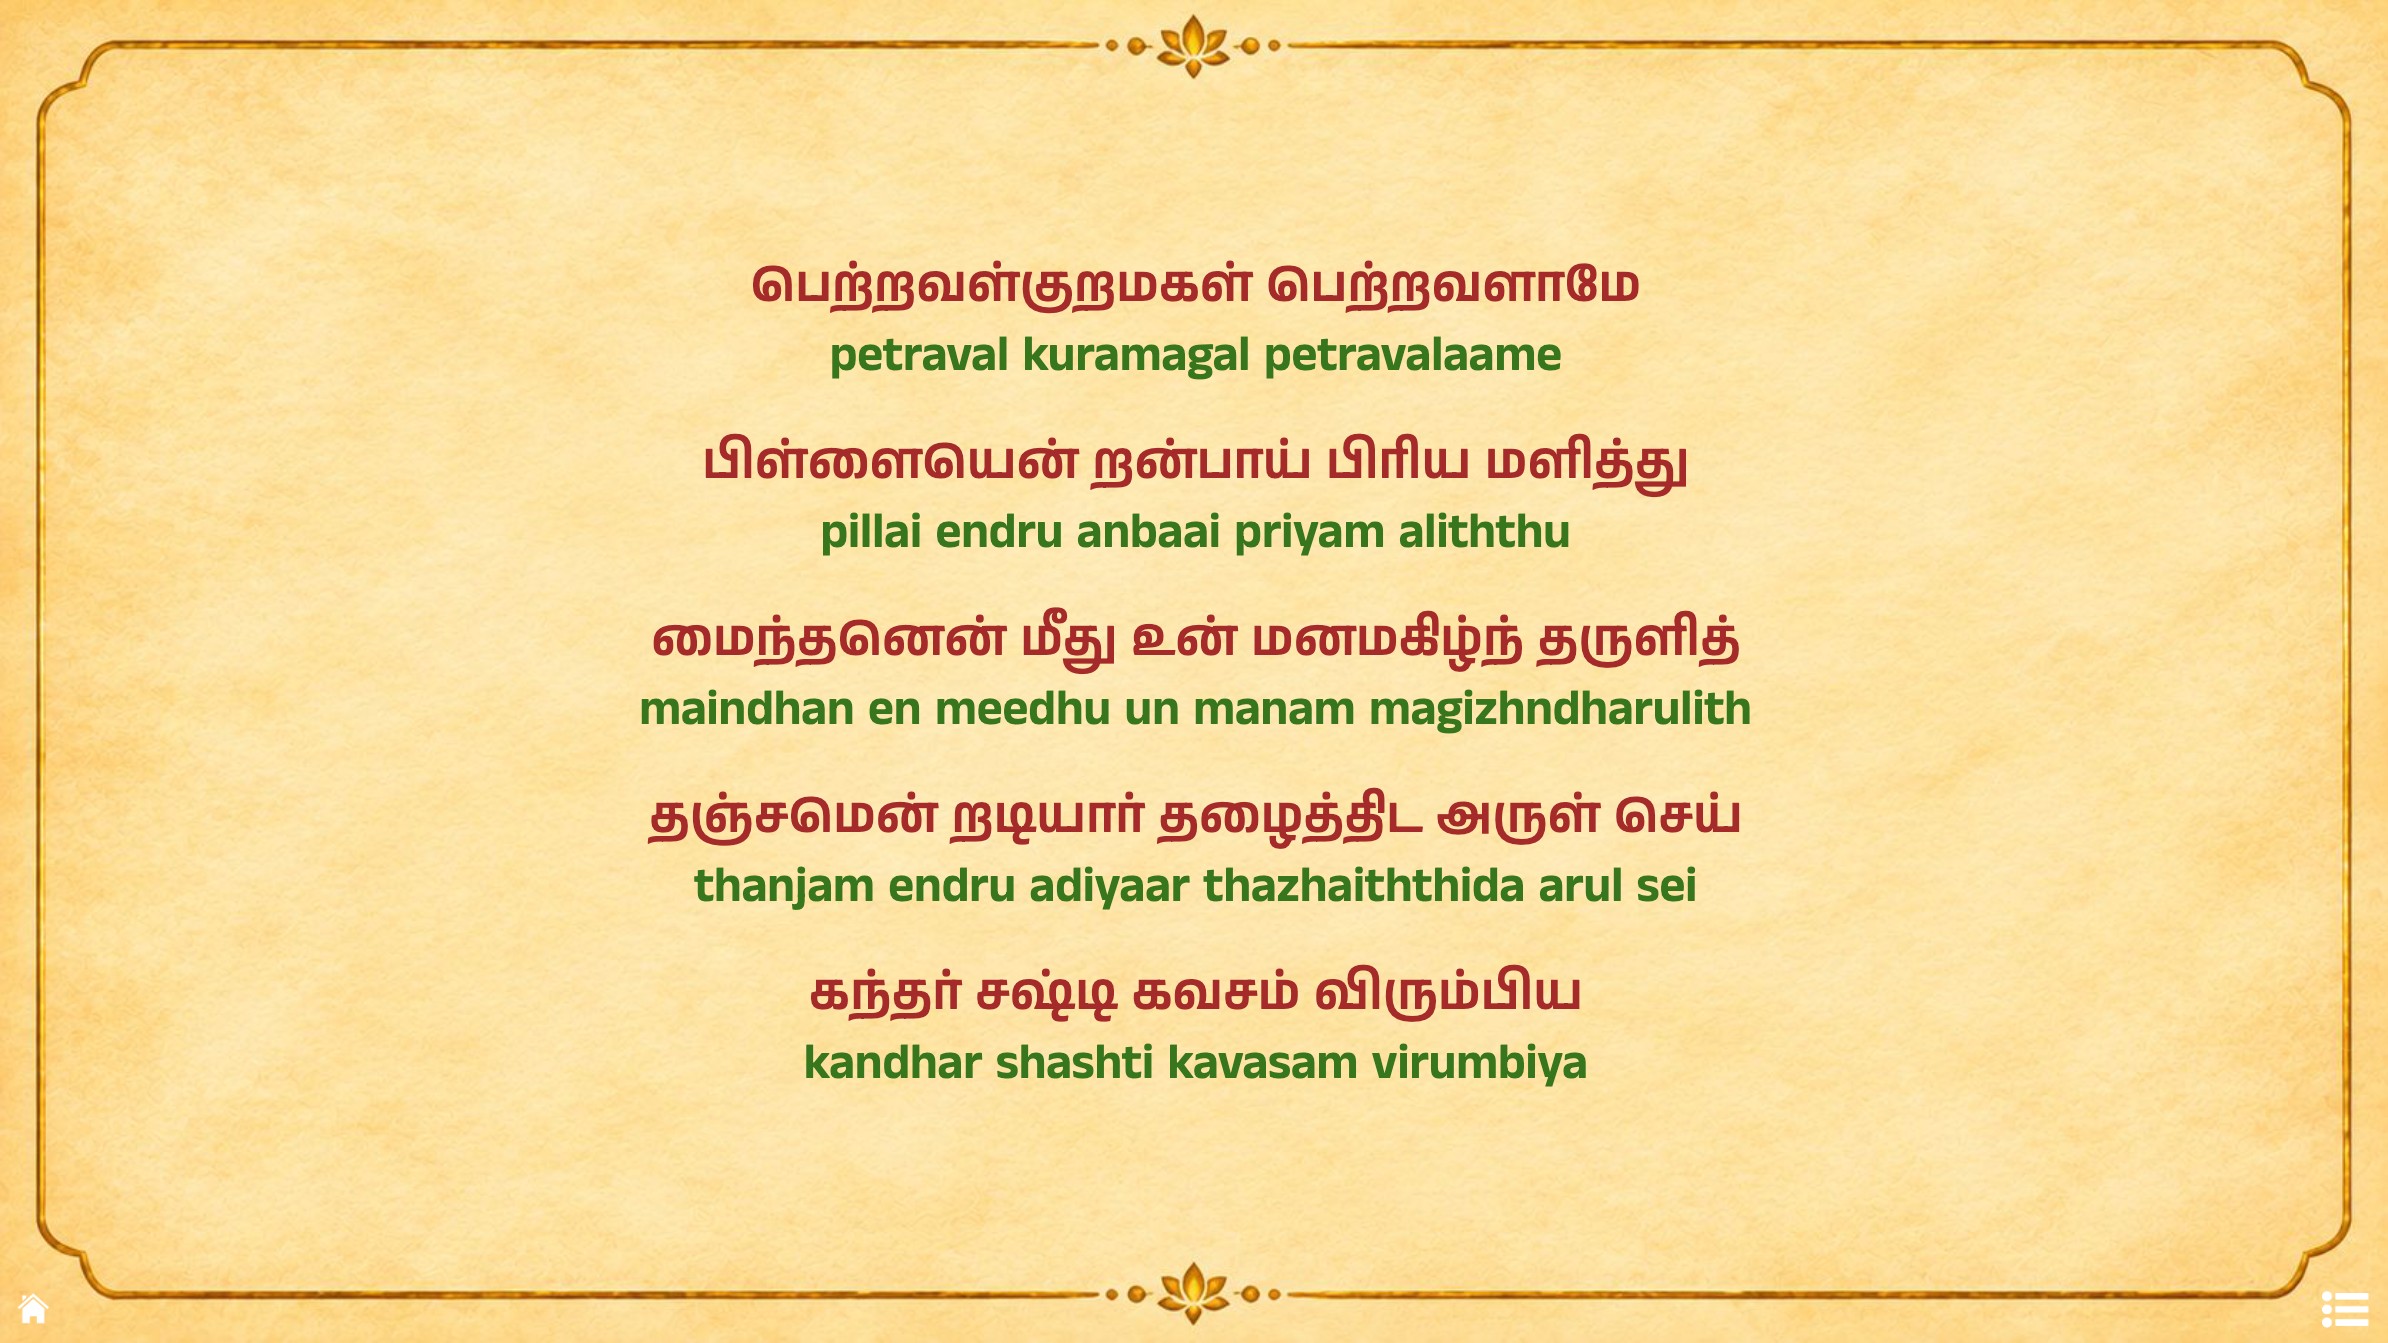 பெற்றவள்குறமகள் பெற்றவளாமே
petraval kuramagal petravalaame
பிள்ளையென் றன்பாய் பிரிய மளித்து
pillai endru anbaai priyam aliththu
மைந்தனென் மீது உன் மனமகிழ்ந் தருளித்
maindhan en meedhu un manam magizhndharulith
தஞ்சமென் றடியார் தழைத்திட அருள் செய்
thanjam endru adiyaar thazhaiththida arul sei
கந்தர் சஷ்டி கவசம் விரும்பிய
kandhar shashti kavasam virumbiya